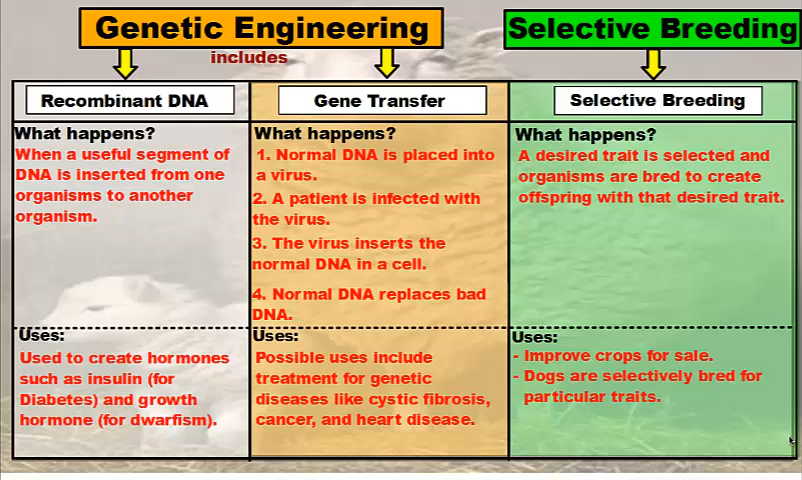 Genetic Engineering
Selective Breeding
includes
Recombinant DNA
Gene Transfer
Selective Breeding
What happens?
When a useful segment of
DNA is inserted from one
organisms to another
organism.
Uses:
Used to create hormones
such as insulin (for
Diabetes) and growth
hormone (for dwarfism).
What happens?
1. Normal DNA is placed into
a virus.
2. A patient is infected with
the virus.
3. The virus inserts the
normal DNA in a cell.
4. Normal DNA replaces bad
DNA.
Uses:
Possible uses include
treatment for genetic
diseases like cystic fibrosis,
cancer, and heart disease.
What happens?
A desired trait is selected and
organisms are bred to create
offspring with that desired trait.
Uses:
- Improve crops for sale.
- Dogs are selectively bred for
particular traits.